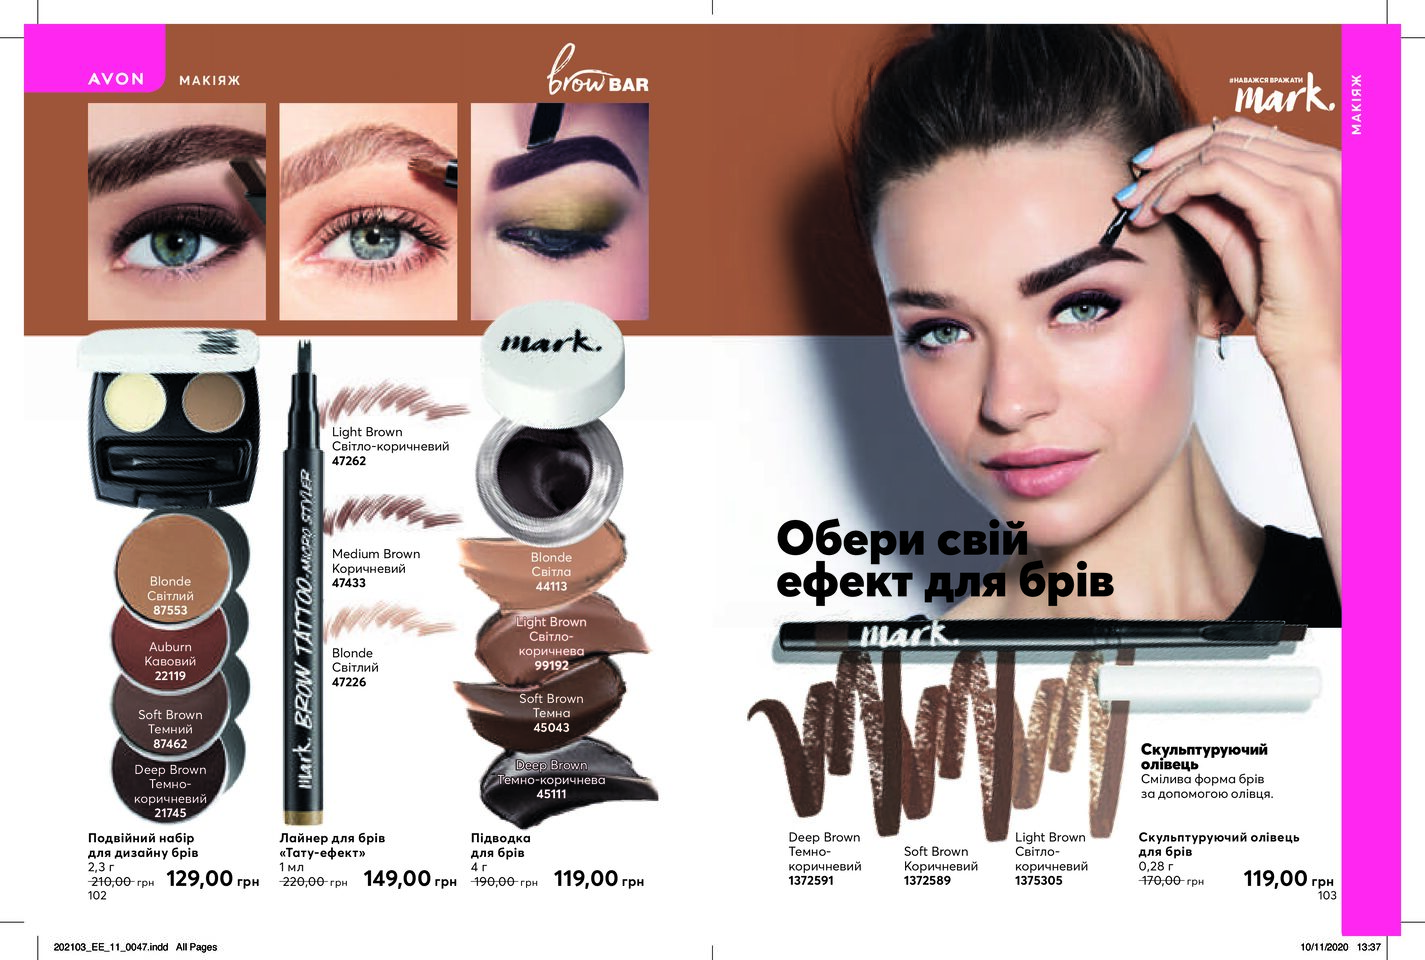 AVON
МАКІЯЖ
brow BAR
#НАВАЖСЯ ВРАЖАТИ
mark.
МАКІЯЖ
mark.
Light Brown
Світло-коричневий
47262
Medium Brown
Коричневий
47433
Blonde
Світлий
47226
mark. BROW TATTOO MICRO STYLER
Blonde
Світлий
87553
Auburn
Кавовий
22119
Soft Brown
Темний
87462
Deep Brown
Темно-
коричневий
21745
Blonde
Світла
44113
Light Brown
Світло-
коричнева
99192
Soft Brown
Темна
45043
Deep Brown
Темно-коричнева
45111
Подвійний набір
для дизайну брів
2,3 г
210,00 грн 129,00 грн
102
Лайнер для брів
«Тату-ефект»
1 мл
220,00 грн 149,00 грн
Підводка
для брів
4 г
190,00 грн 119,00 грн
Обери свій
ефект для брів
mark.
Скульптуруючий
олівець
Смілива форма брів
за допомогою олівця.
Deep Brown
Темно-
коричневий
1372591
Soft Brown
Коричневий
1372589
Light Brown
Світло-
коричневий
1375305
Скульптуруючий олівець
для брів
0,28 г
170,00 грн 119,00 грн
103
202103_EE_11_0047.indd All Pages
10/11/2020 13:37